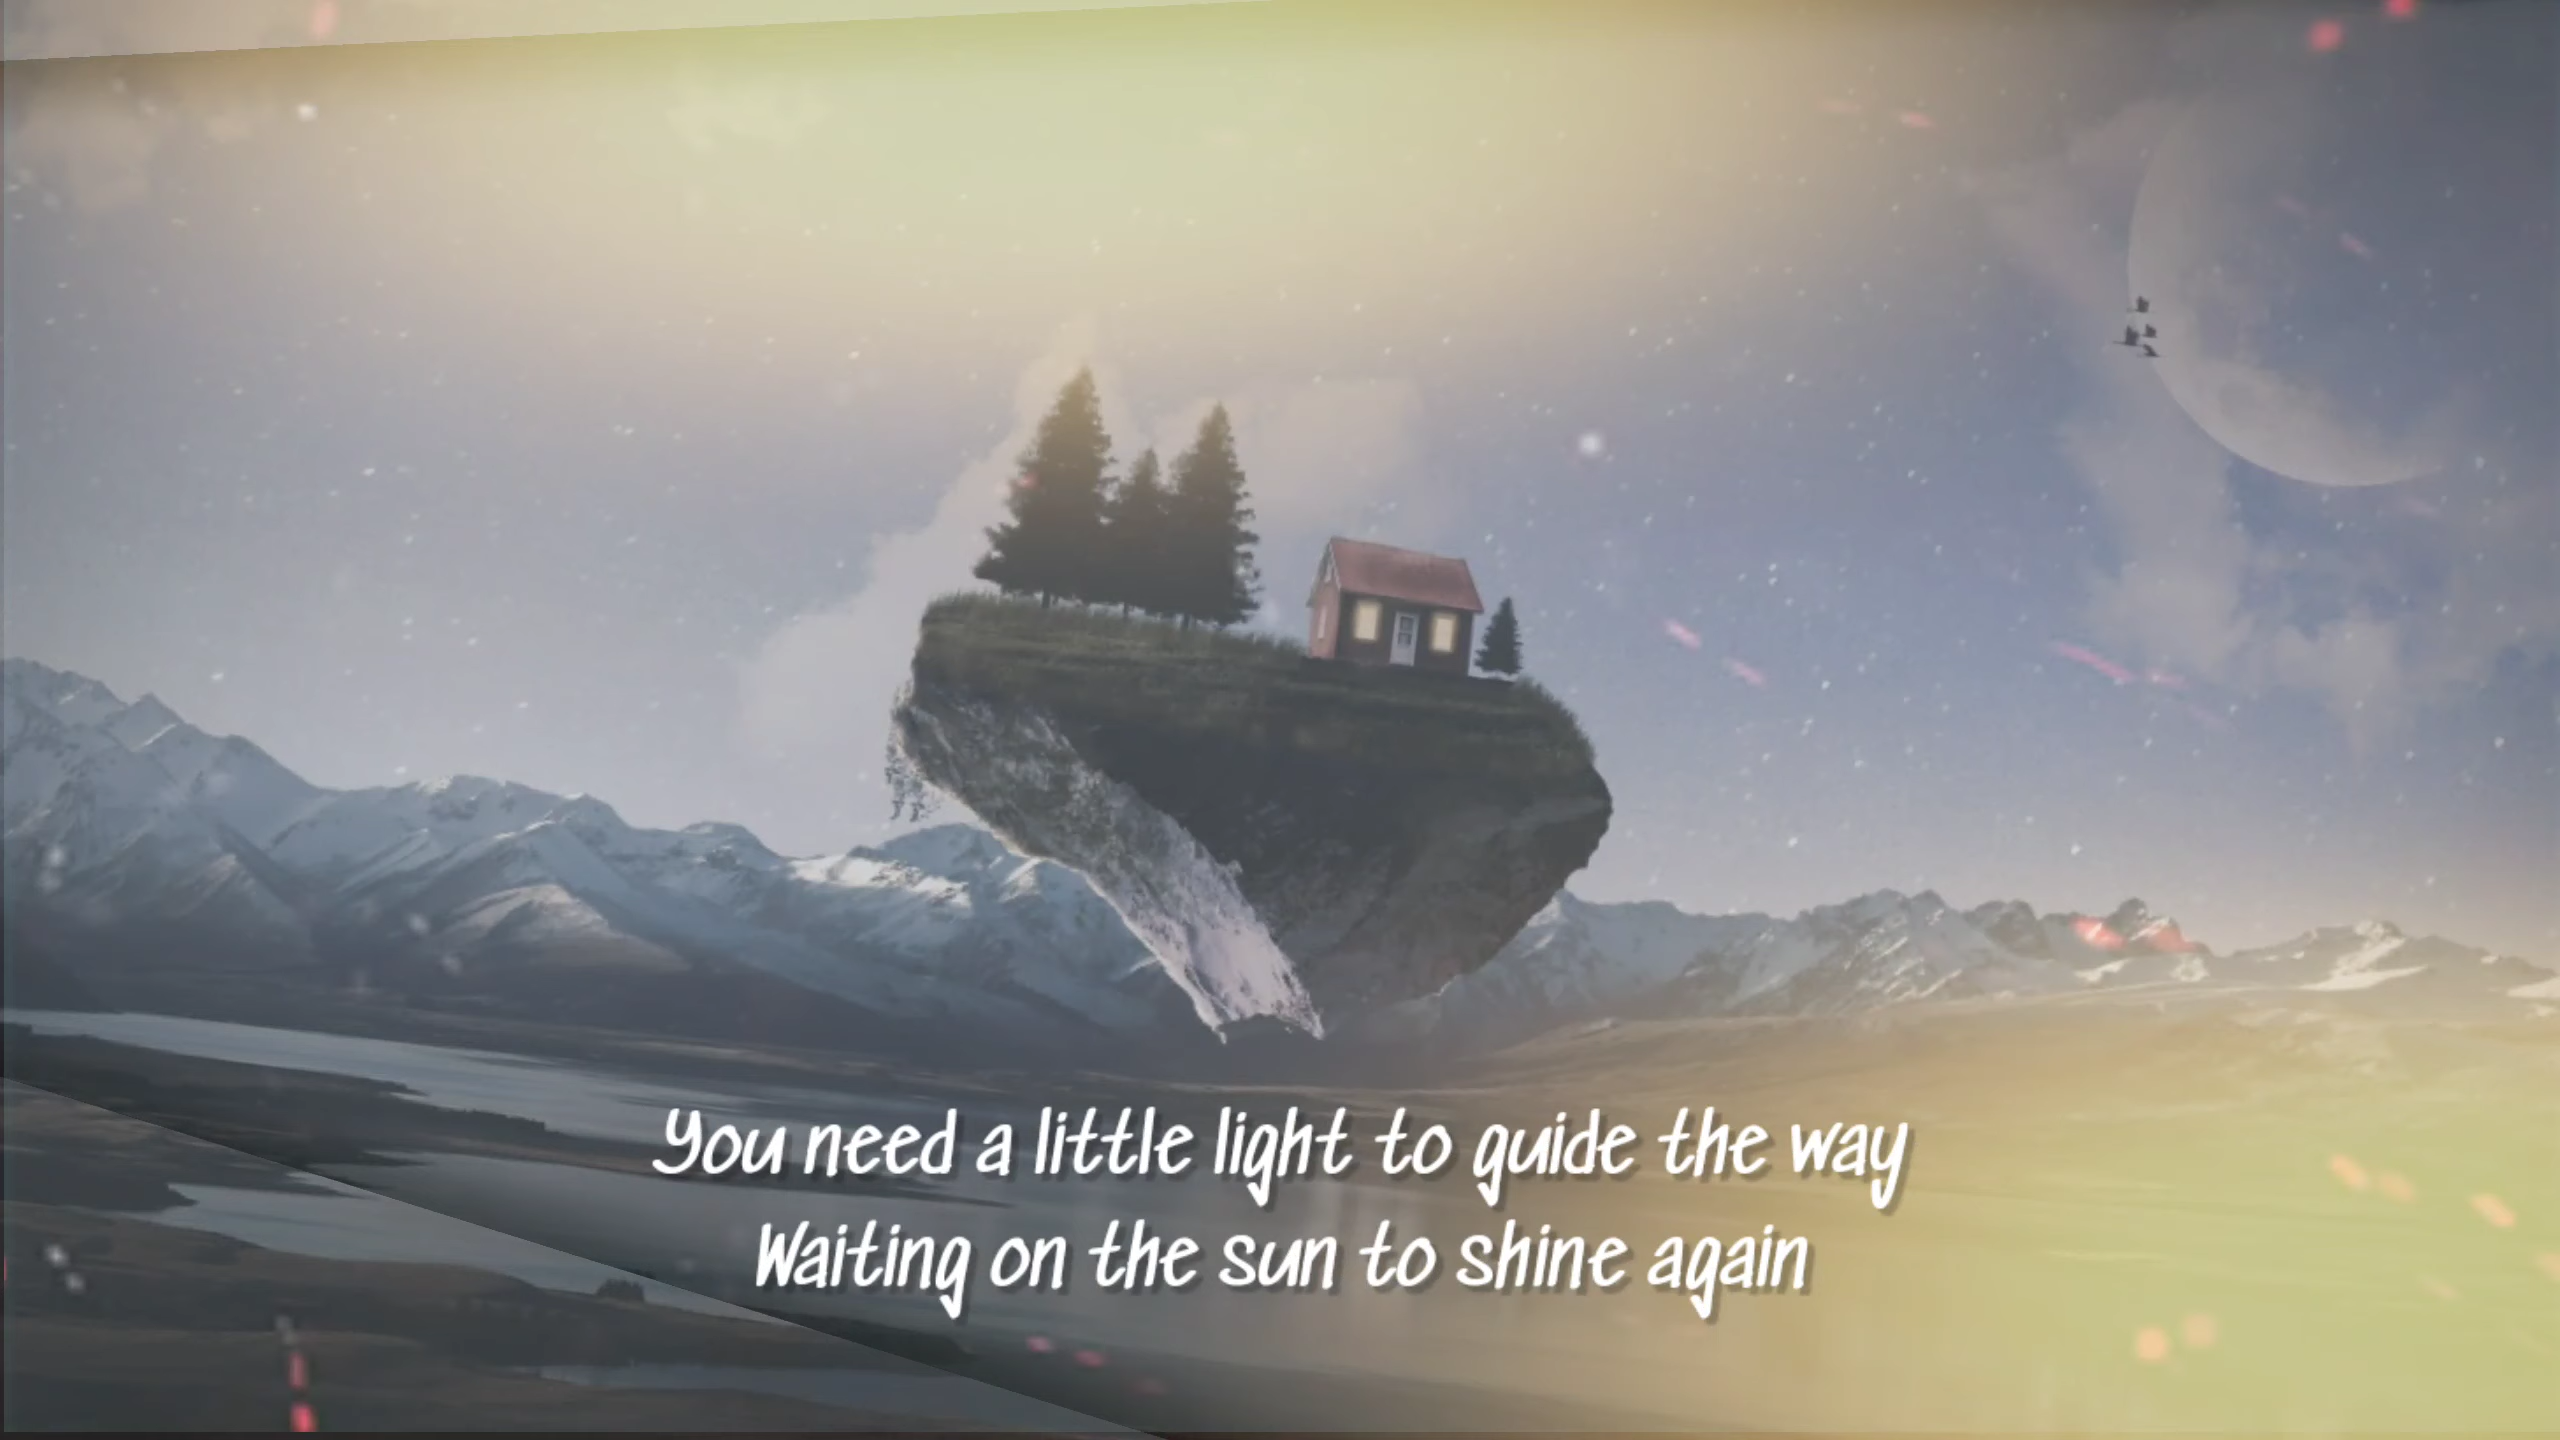 You need a little light to guide the way
Waiting on the sun to shine again